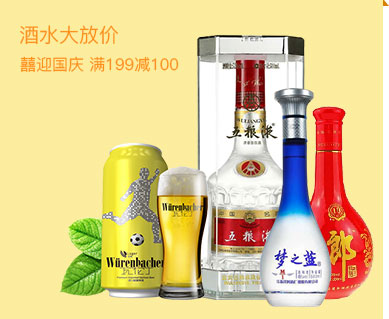 酒水大放价
囍迎国庆 满199减100
WULIANGYE
五粮液
五粮液
Würenbacher
Würenbacher
梦之蓝
郎